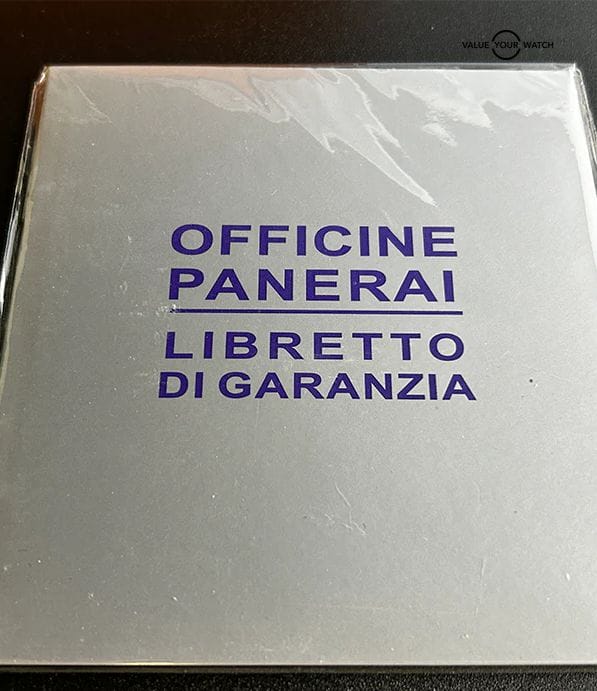 VALUE YOUR WATCH
OFFICINE
PANERAI
LIBRETTO
DI GARANZIA